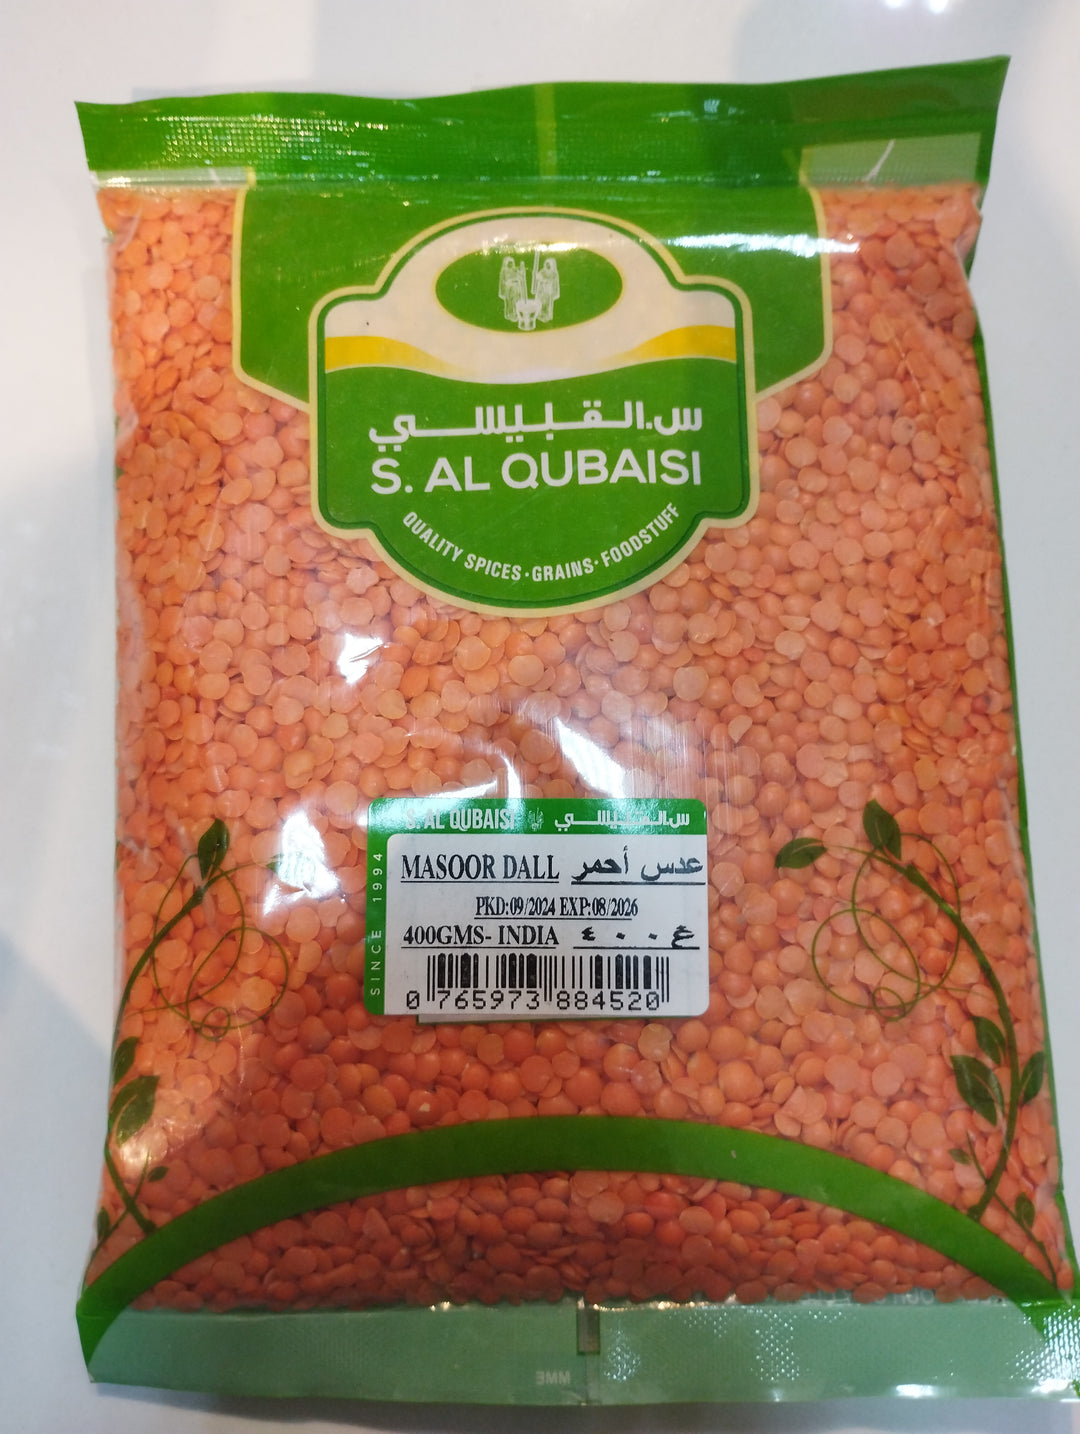 س.القبيسي
S. AL QUBAISI
QUALITY SPICES · GRAINS · FOODSTUFF
S. AL QUBAISI س.القبيسي
SINCE 1994
MASOOR DALL عدس أحمر
PKD:09/2024 EXP:08/2026
400GMS- INDIA ٤٠٠ غ
0 765973 884520